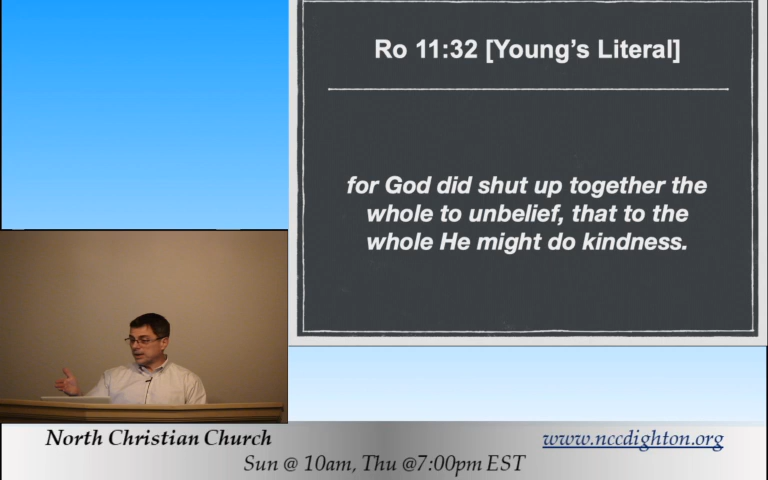 Ro 11:32 [Young’s Literal]
for God did shut up together the
whole to unbelief, that to the
whole He might do kindness.
North Christian Church
www.nccdighton.org
Sun @ 10am, Thu @7:00pm EST